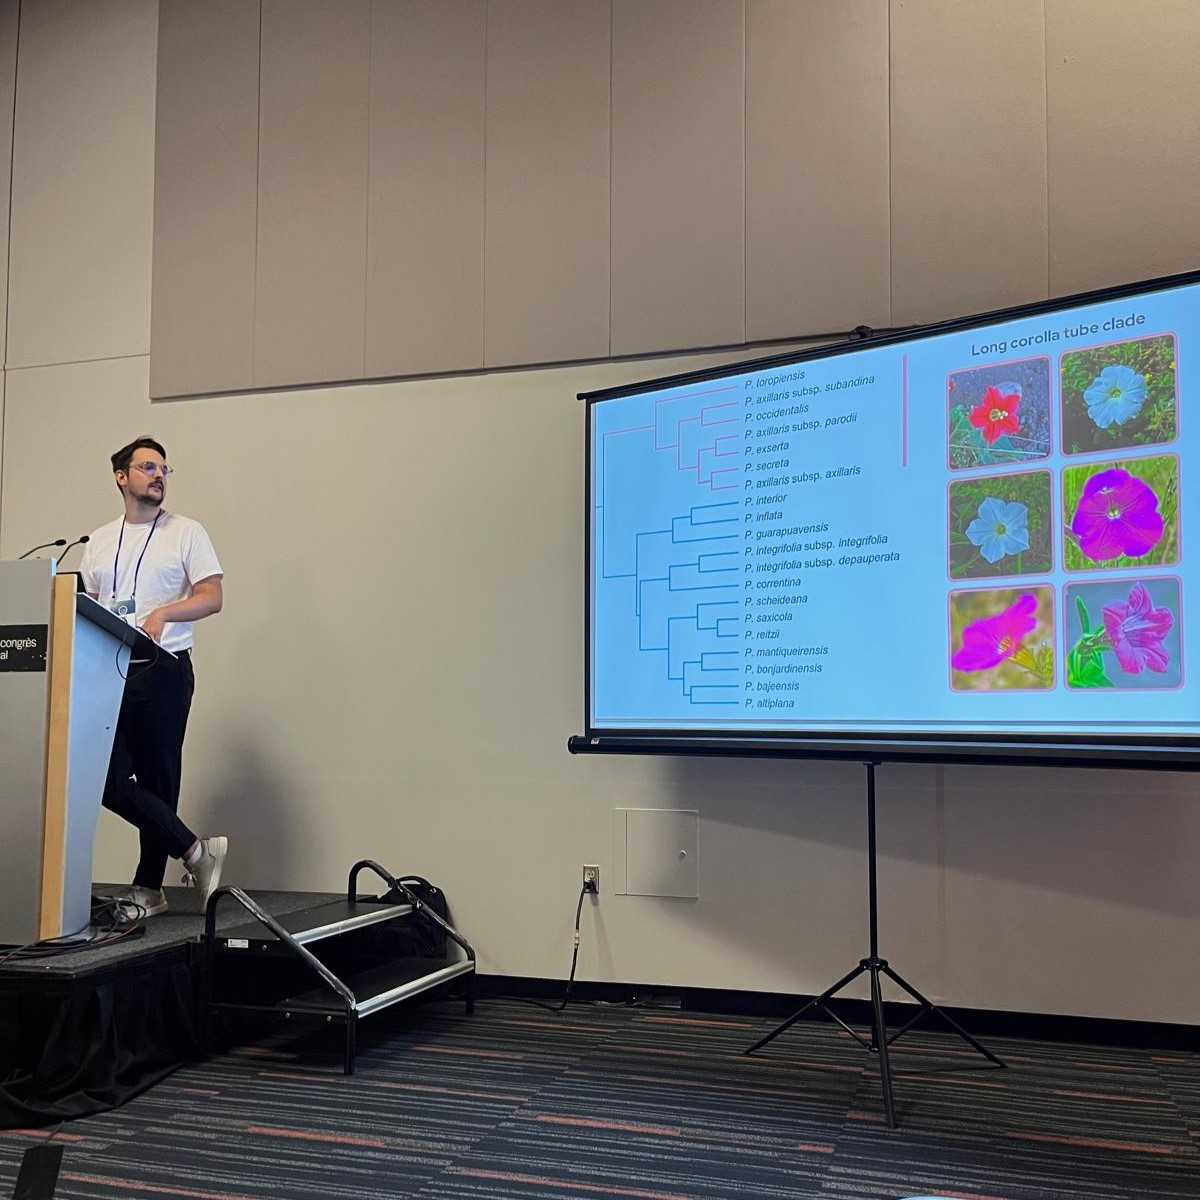 congrès
al
Long corolla tube clade
P. toropiensis
P. axillaris subsp. subandina
P. occidentalis
P. axillaris subsp. parodii
P. exserta
P. secreta
P. axillaris subsp. axillaris
P. interior
P. inflata
P. guarapuavensis
P. integrifolia subsp. integrifolia
P. integrifolia subsp. depauperata
P. correntina
P. scheideana
P. saxicola
P. reitzii
P. mantiqueirensis
P. bonjardinensis
P. bajeensis
P. altiplana